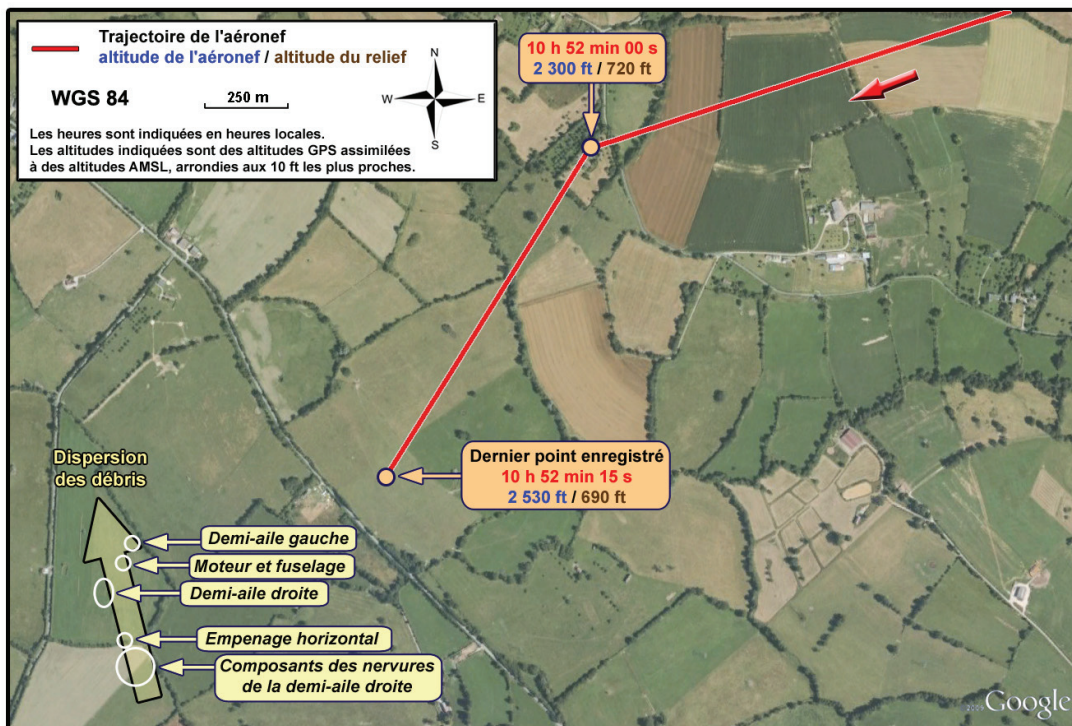 Trajectoire de l'aéronef
altitude de l'aéronef / altitude du relief
WGS 84
250 m
N
W
E
S
Les heures sont indiquées en heures locales.
Les altitudes indiquées sont des altitudes GPS assimilées
à des altitudes AMSL, arrondies aux 10 ft les plus proches.
10 h 52 min 00 s
2 300 ft / 720 ft
Dernier point enregistré
10 h 52 min 15 s
2 530 ft / 690 ft
Dispersion
des débris
Demi-aile gauche
Moteur et fuselage
Demi-aile droite
Empenage horizontal
Composants des nervures
de la demi-aile droite
Google